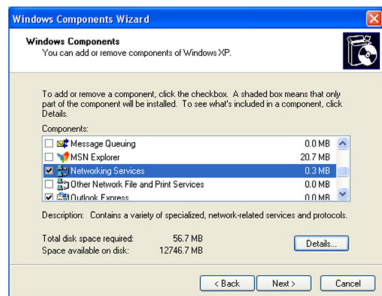 Windows Components Wizard
Windows Components
You can add or remove components of Windows XP.
To add or remove a component, click the checkbox. A shaded box means that only
part of the component will be installed. To see what's included in a component, click
Details.
Components:
Message Queuing 0.0 MB
MSN Explorer 20.7 MB
Networking Services 0.3 MB
Other Network File and Print Services 0.0 MB
Outlook Express 0.0 MB
Description: Contains a variety of specialized, network-related services and protocols.
Total disk space required: 56.7 MB
Space available on disk: 12746.7 MB
Details...
< Back Next > Cancel